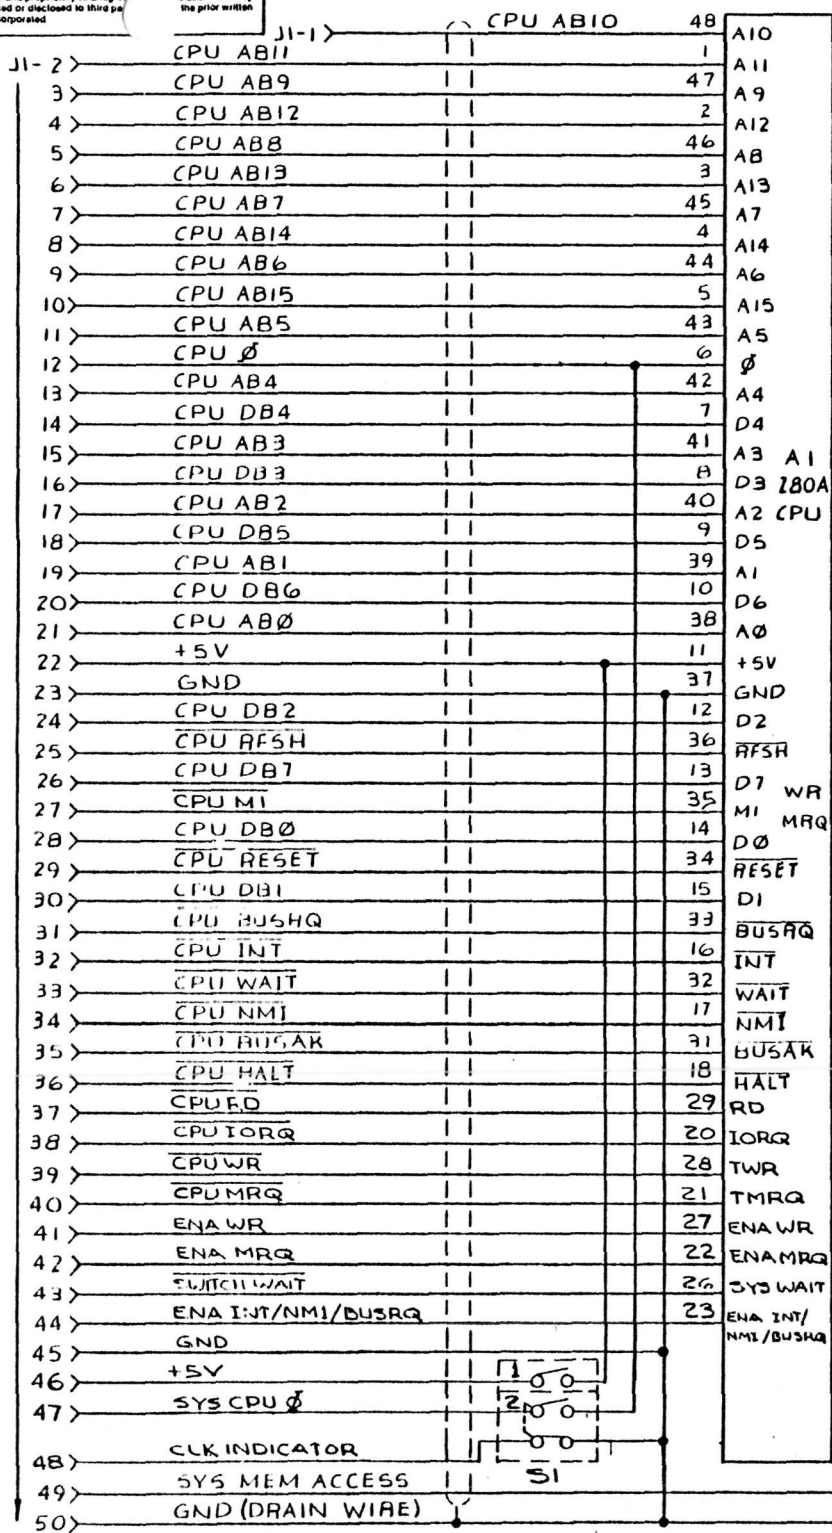 ed or disclosed to third pa the prior written
orporated
J1-1 CPU AB10 48 A10
J1-2 CPU AB11 1 A11
3 CPU AB9 47 A9
4 CPU AB12 2 A12
5 CPU AB8 46 A8
6 CPU AB13 3 A13
7 CPU AB7 45 A7
8 CPU AB14 4 A14
9 CPU AB6 44 A6
10 CPU AB15 5 A15
11 CPU AB5 43 A5
12 CPU Ø 6 Ø
13 CPU AB4 42 A4
14 CPU DB4 7 D4
15 CPU AB3 41 A3 A1
16 CPU DB3 8 D3 Z80A
17 CPU AB2 40 A2 CPU
18 CPU DB5 9 D5
19 CPU AB1 39 A1
20 CPU DB6 10 D6
21 CPU ABØ 38 AØ
22 +5V 11 +5V
23 GND 37 GND
24 CPU DB2 12 D2
25 CPU RFSH 36 RFSH
26 CPU DB7 13 D7 WR
27 CPU M1 35 M1 MRQ
28 CPU DBØ 14 DØ
29 CPU RESET 34 RESET
30 CPU DB1 15 D1
31 CPU BUSRQ 33 BUSRQ
32 CPU INT 16 INT
33 CPU WAIT 32 WAIT
34 CPU NMI 17 NMI
35 CPU BUSAK 31 BUSAK
36 CPU HALT 18 HALT
37 CPU RD 29 RD
38 CPU IORQ 20 IORQ
39 CPU WR 28 TWR
40 CPU MRQ 21 TMRQ
41 ENA WR 27 ENA WR
42 ENA MRQ 22 ENA MRQ
43 SWITCH WAIT 26 SYS WAIT
44 ENA INT/NMI/BUSRQ 23 ENA INT/
NMI/BUSRQ
45 GND
46 +5V 1
47 SYS CPU Ø 2
48 CLK INDICATOR S1
49 SYS MEM ACCESS
50 GND (DRAIN WIRE)